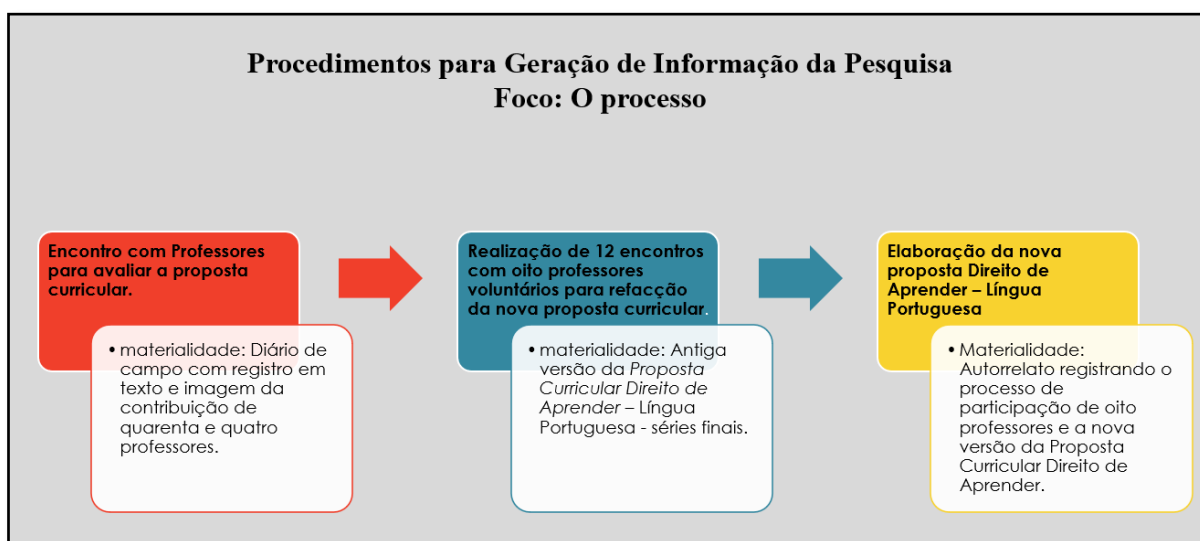 Procedimentos para Geração de Informação da Pesquisa
Foco: O processo
Encontro com Professores
para avaliar a proposta
curricular.
• materialidade: Diário de
campo com registro em
texto e imagem da
contribuição de
quarenta e quatro
professores.
Realização de 12 encontros
com oito professores
voluntários para refacção
da nova proposta curricular.
• materialidade: Antiga
versão da Proposta
Curricular Direito de
Aprender – Língua
Portuguesa - séries finais.
Elaboração da nova
proposta Direito de
Aprender – Língua
Portuguesa
• Materialidade:
Autorrelato registrando o
processo de
participação de oito
professores e a nova
versão da Proposta
Curricular Direito de
Aprender.